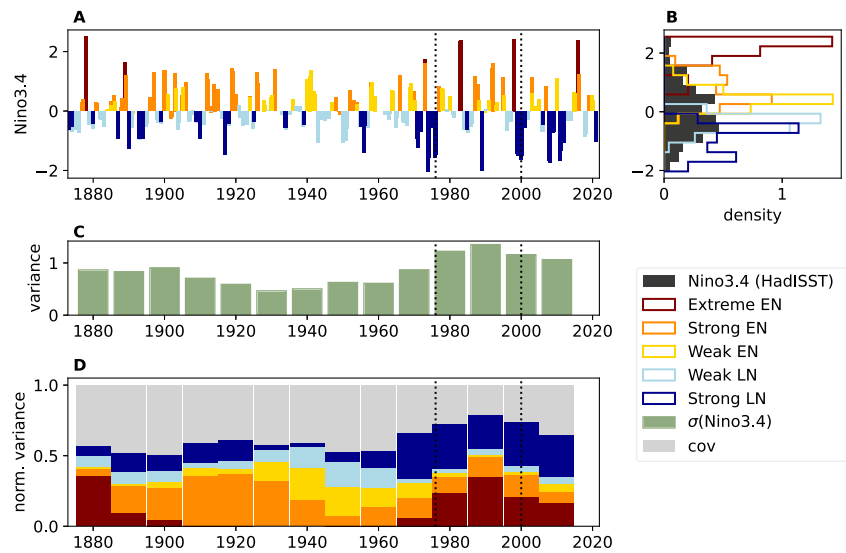 A
B
Nino3.4
2
0
−2
1880 1900 1920 1940 1960 1980 2000 2020
2
0
−2
0 1
density
C
variance
1
0
1880 1900 1920 1940 1960 1980 2000 2020
D
norm. variance
1.0
0.5
0.0
1880 1900 1920 1940 1960 1980 2000 2020
Nino3.4 (HadISST)
Extreme EN
Strong EN
Weak EN
Weak LN
Strong LN
σ(Nino3.4)
cov